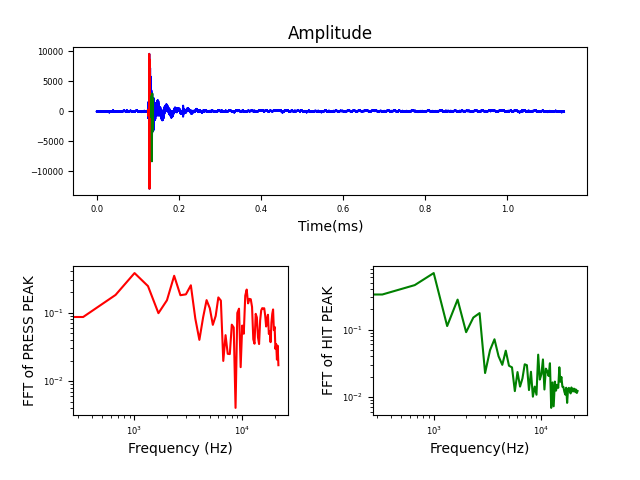 Amplitude
10000
5000
0
−5000
−10000
0.0 0.2 0.4 0.6 0.8 1.0
Time(ms)
FFT of PRESS PEAK
10⁻¹
10⁻²
10³ 10⁴
Frequency (Hz)
FFT of HIT PEAK
10⁻¹
10⁻²
10³ 10⁴
Frequency(Hz)